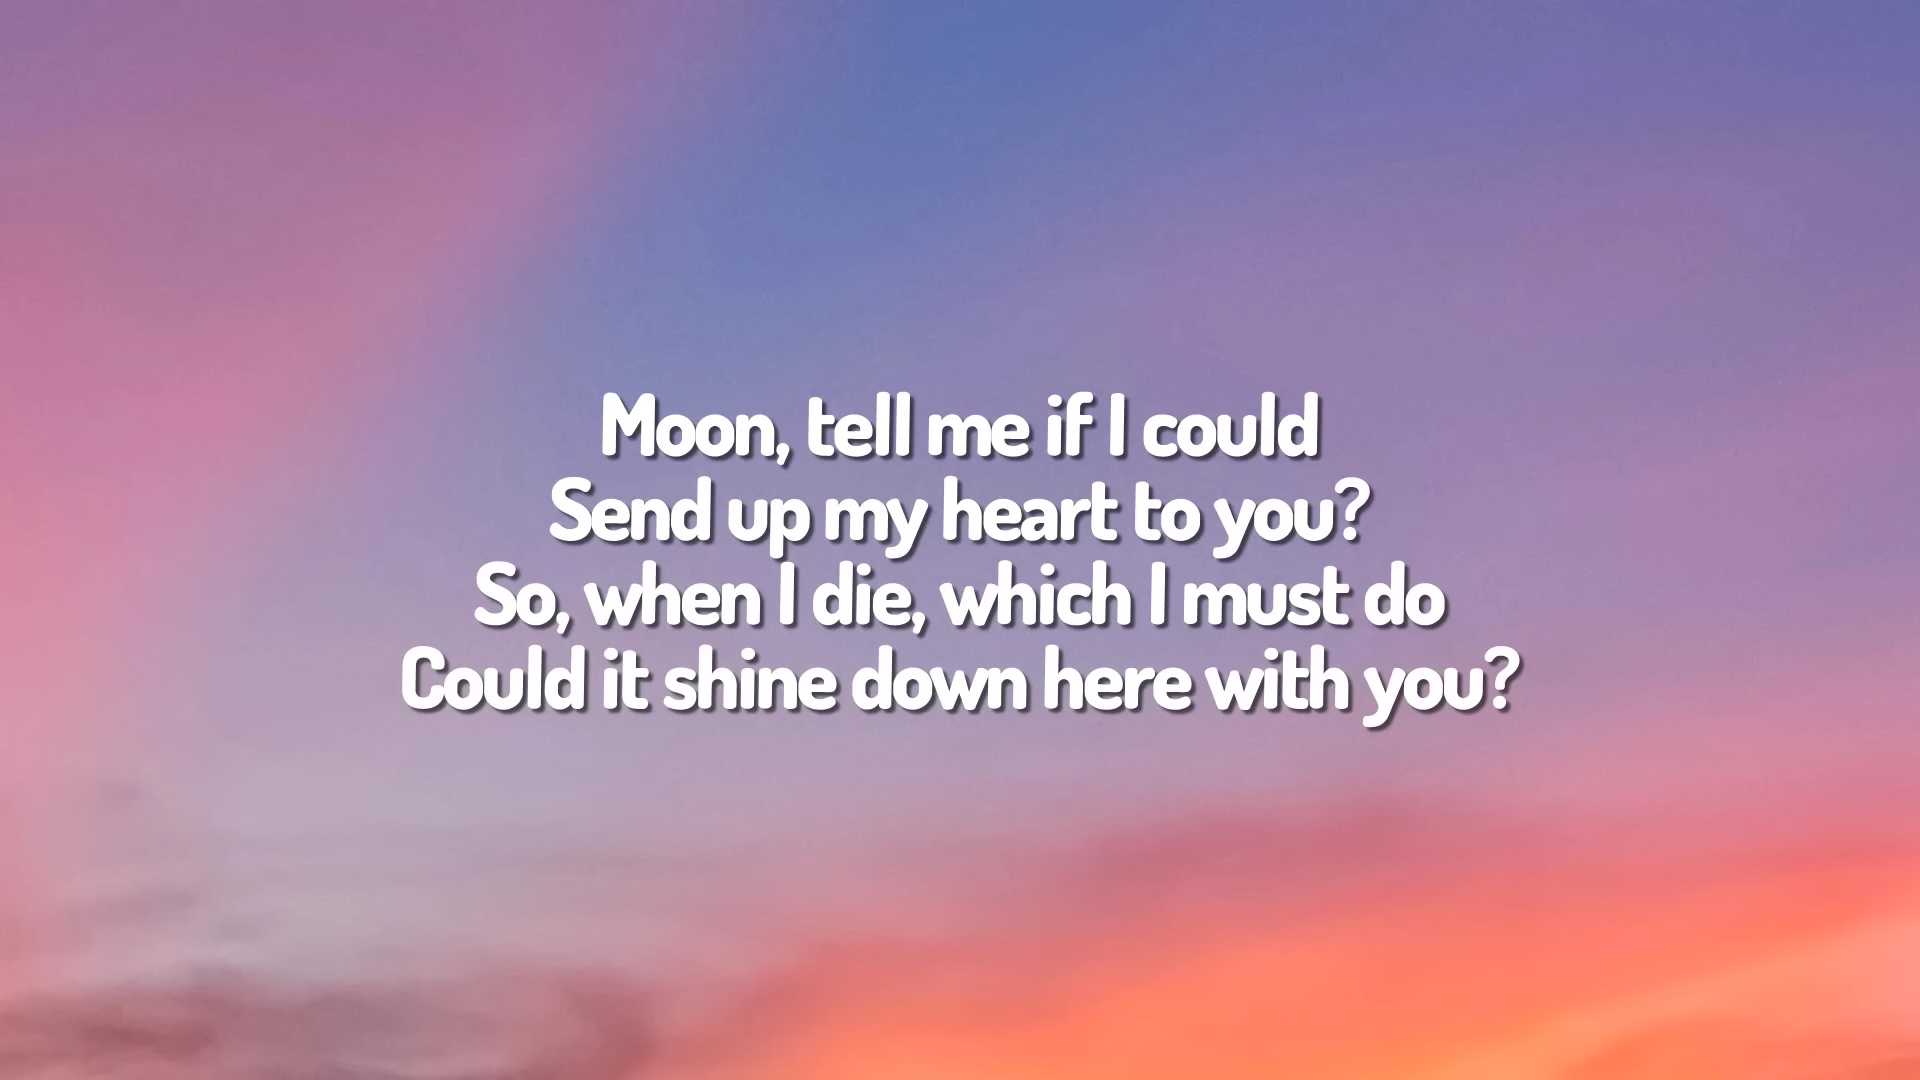 Moon, tell me if I could
Send up my heart to you?
So, when I die, which I must do
Could it shine down here with you?